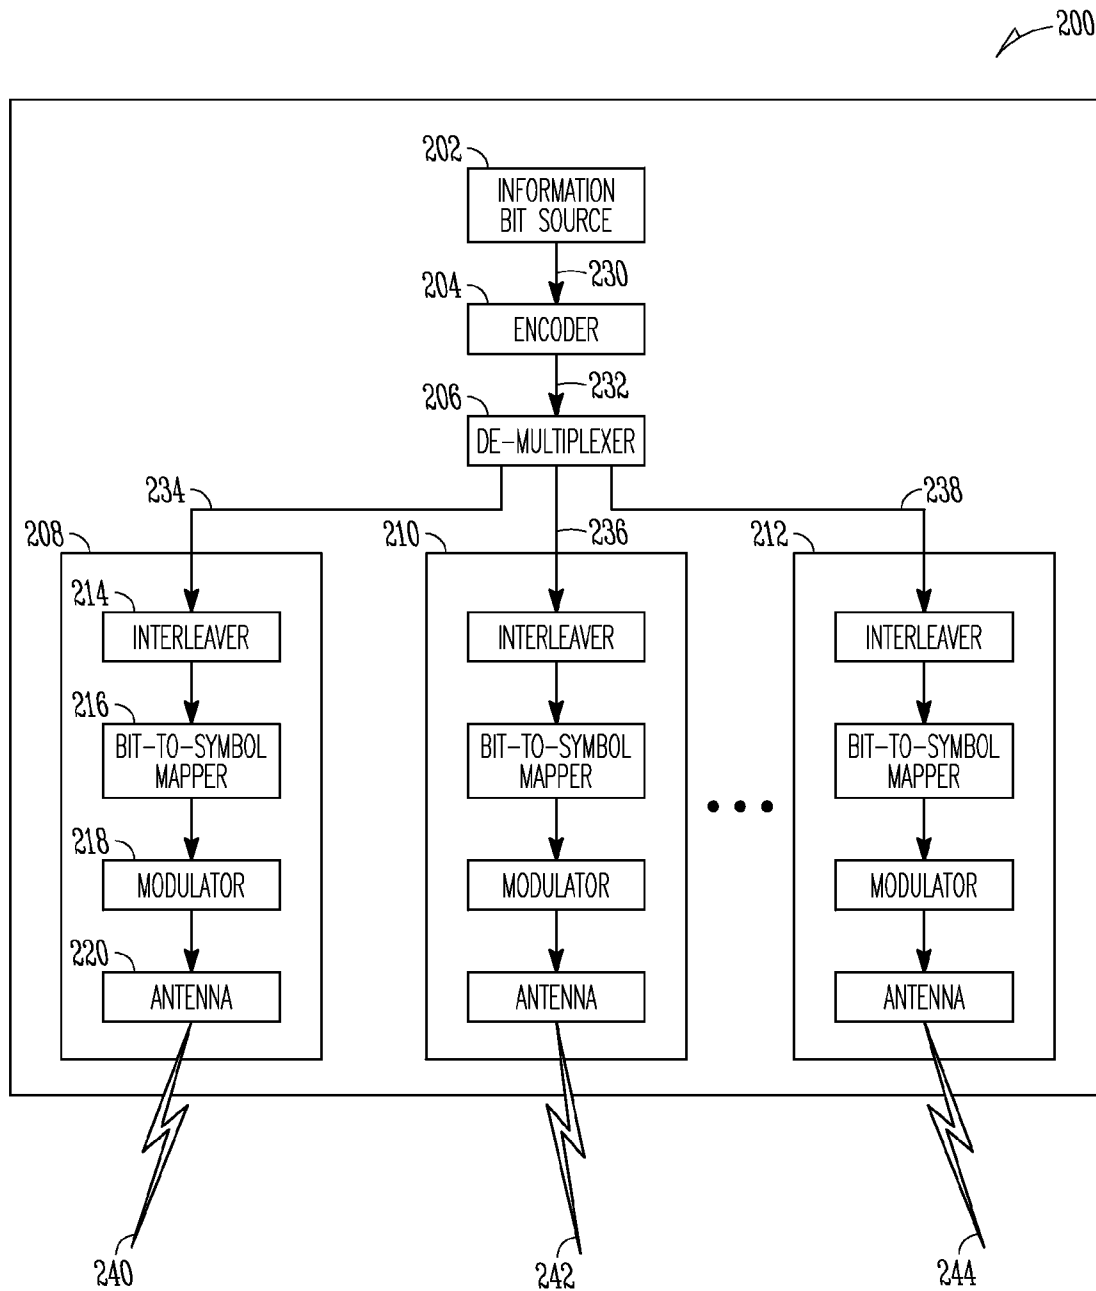 200
202
INFORMATION
BIT SOURCE
230
204
ENCODER
232
206
DE-MULTIPLEXER
234
236
238
208
210
212
214
INTERLEAVER
INTERLEAVER
INTERLEAVER
216
BIT-TO-SYMBOL
MAPPER
BIT-TO-SYMBOL
MAPPER
BIT-TO-SYMBOL
MAPPER
218
MODULATOR
MODULATOR
MODULATOR
220
ANTENNA
ANTENNA
ANTENNA
240
242
244